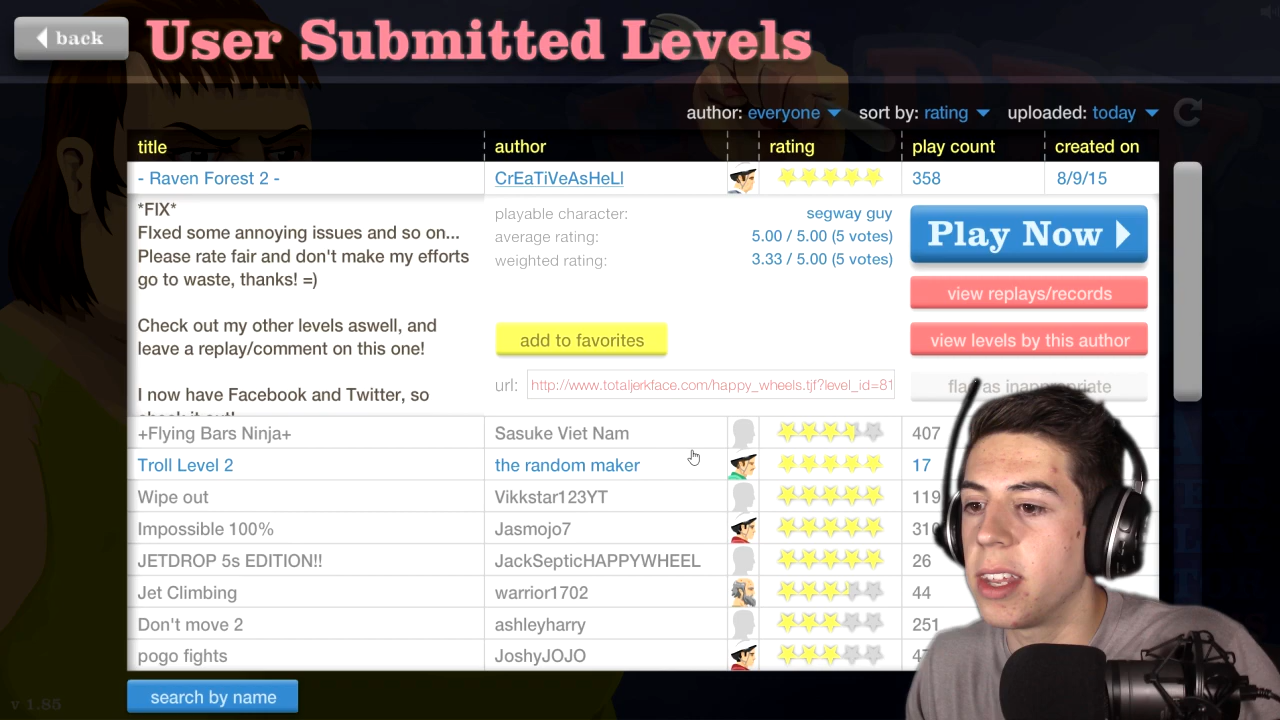 back
User Submitted Levels
author: everyone sort by: rating uploaded: today
title author rating play count created on
- Raven Forest 2 - CrEaTiVeAsHeLl 358 8/9/15
*FIX*
FIxed some annoying issues and so on...
Please rate fair and don't make my efforts
go to waste, thanks! =)
Check out my other levels aswell, and
leave a replay/comment on this one!
I now have Facebook and Twitter, so
playable character: segway guy
average rating: 5.00 / 5.00 (5 votes)
weighted rating: 3.33 / 5.00 (5 votes)
add to favorites
url: http://www.totaljerkface.com/happy_wheels.tjf?level_id=81
Play Now
view replays/records
view levels by this author
flag as inappropriate
+Flying Bars Ninja+ Sasuke Viet Nam 407
Troll Level 2 the random maker 17
Wipe out Vikkstar123YT 119
Impossible 100% Jasmojo7
JETDROP 5s EDITION!! JackSepticHAPPYWHEEL 26
Jet Climbing warrior1702 44
Don't move 2 ashleyharry 251
pogo fights JoshyJOJO
search by name
v 1.85